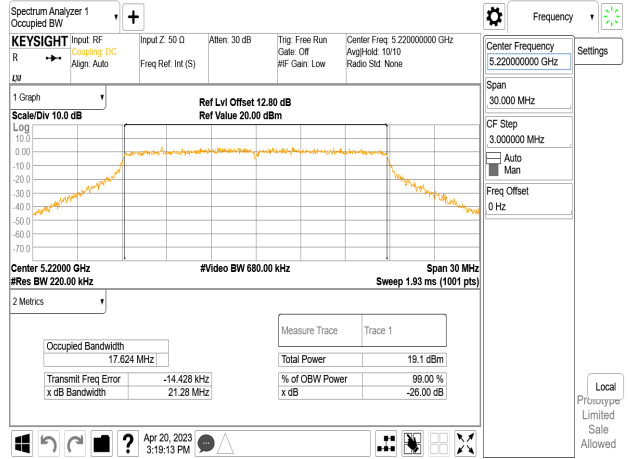 Spectrum Analyzer 1
Occupied BW
Frequency
KEYSIGHT
R
LNI
Input: RF
Coupling: DC
Align: Auto
Input Z: 50 Ω
Freq Ref: Int (S)
Atten: 30 dB
Trig: Free Run
Gate: Off
#IF Gain: Low
Center Freq: 5.220000000 GHz
Avg|Hold: 10/10
Radio Std: None
Center Frequency
5.220000000 GHz
Settings
Span
30.000 MHz
CF Step
3.000000 MHz
Auto
Man
Freq Offset
0 Hz
1 Graph
Scale/Div 10.0 dB
Ref Lvl Offset 12.80 dB
Ref Value 20.00 dBm
Log
10.0
0.00
-10.0
-20.0
-30.0
-40.0
-50.0
-60.0
-70.0
Center 5.22000 GHz
#Video BW 680.00 kHz
Span 30 MHz
#Res BW 220.00 kHz
Sweep 1.93 ms (1001 pts)
2 Metrics
Measure Trace
Trace 1
Occupied Bandwidth
17.624 MHz
Total Power
19.1 dBm
Transmit Freq Error
-14.428 kHz
% of OBW Power
99.00 %
x dB Bandwidth
21.28 MHz
x dB
-26.00 dB
Local
Prototype
Limited
Sale
Allowed
?
Apr 20, 2023
3:19:13 PM